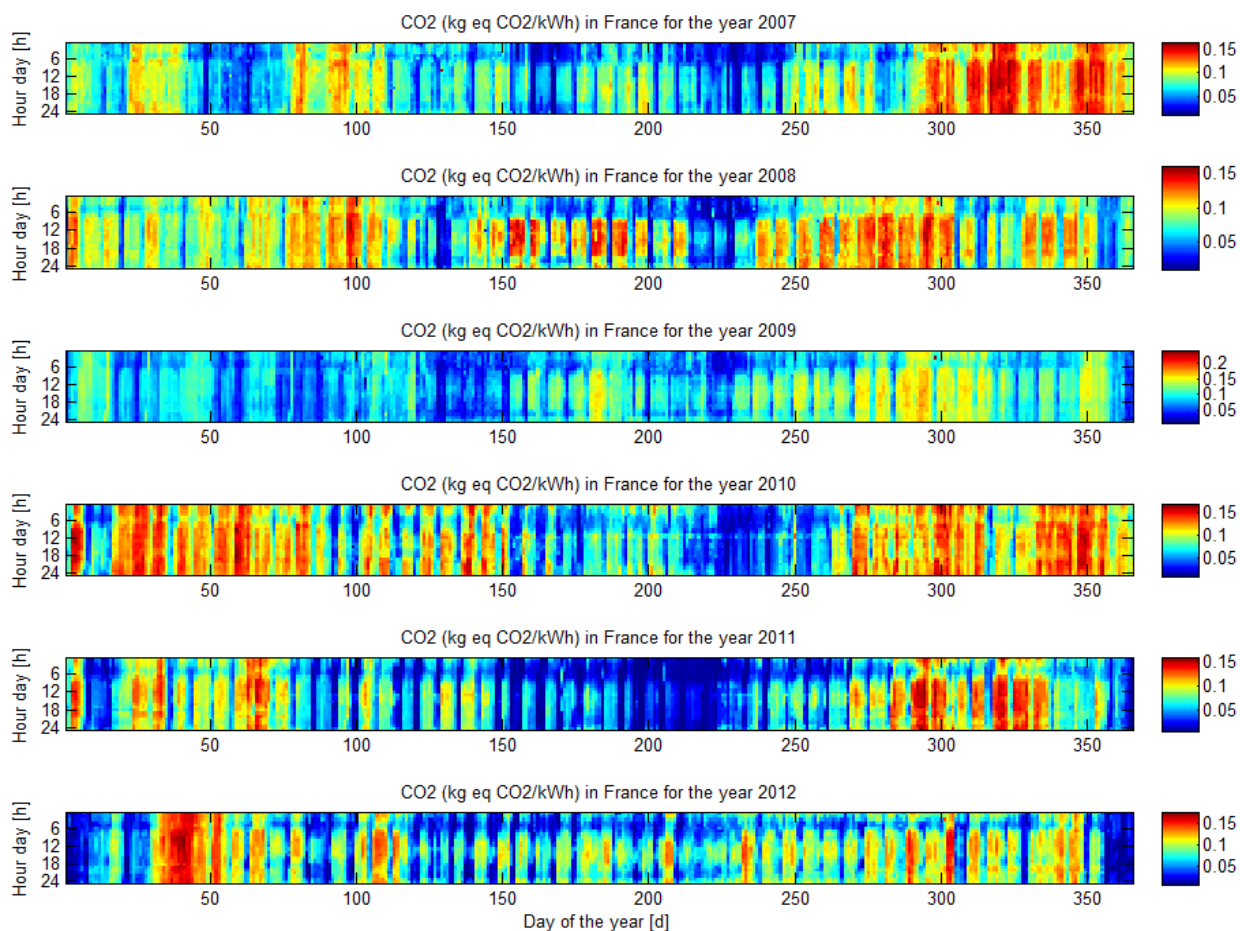 CO2 (kg eq CO2/kWh) in France for the year 2007
Hour day [h]
6
12
18
24
50 100 150 200 250 300 350
0.15
0.1
0.05
CO2 (kg eq CO2/kWh) in France for the year 2008
Hour day [h]
6
12
18
24
50 100 150 200 250 300 350
0.15
0.1
0.05
CO2 (kg eq CO2/kWh) in France for the year 2009
Hour day [h]
6
12
18
24
50 100 150 200 250 300 350
0.2
0.15
0.1
0.05
CO2 (kg eq CO2/kWh) in France for the year 2010
Hour day [h]
6
12
18
24
50 100 150 200 250 300 350
0.15
0.1
0.05
CO2 (kg eq CO2/kWh) in France for the year 2011
Hour day [h]
6
12
18
24
50 100 150 200 250 300 350
0.15
0.1
0.05
CO2 (kg eq CO2/kWh) in France for the year 2012
Hour day [h]
6
12
18
24
50 100 150 200 250 300 350
0.15
0.1
0.05
Day of the year [d]